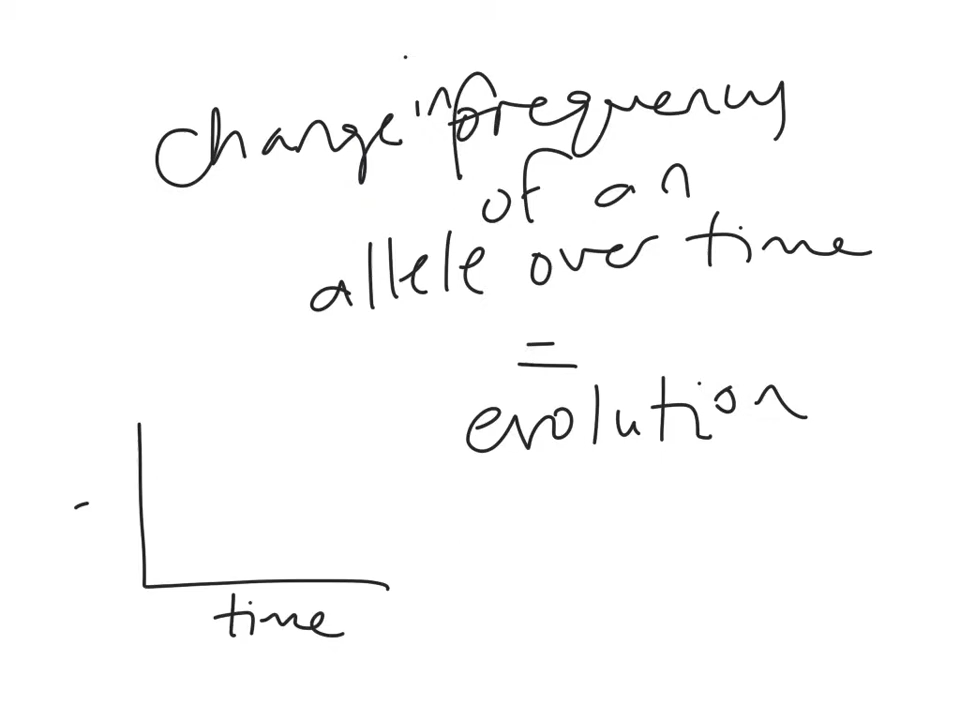 change in frequency
of an
allele over time
=
evolution
time